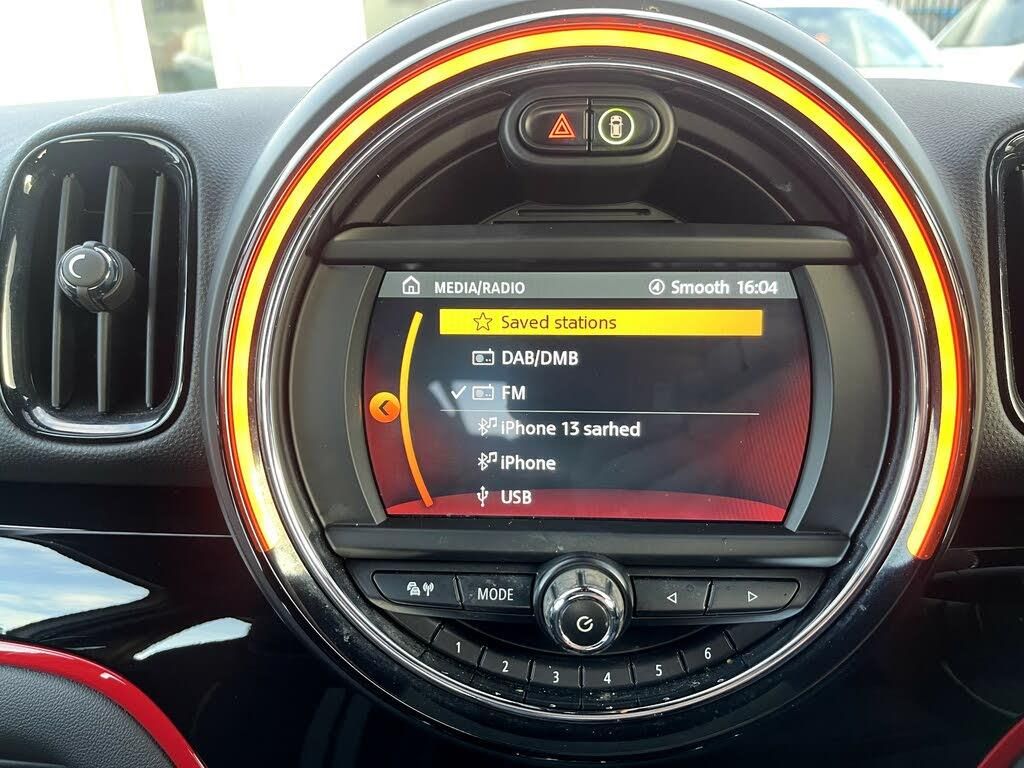 MEDIA/RADIO
4 Smooth 16:04
Saved stations
DAB/DMB
FM
iPhone 13 sarhed
iPhone
USB
MODE
1 2 3 4 5 6